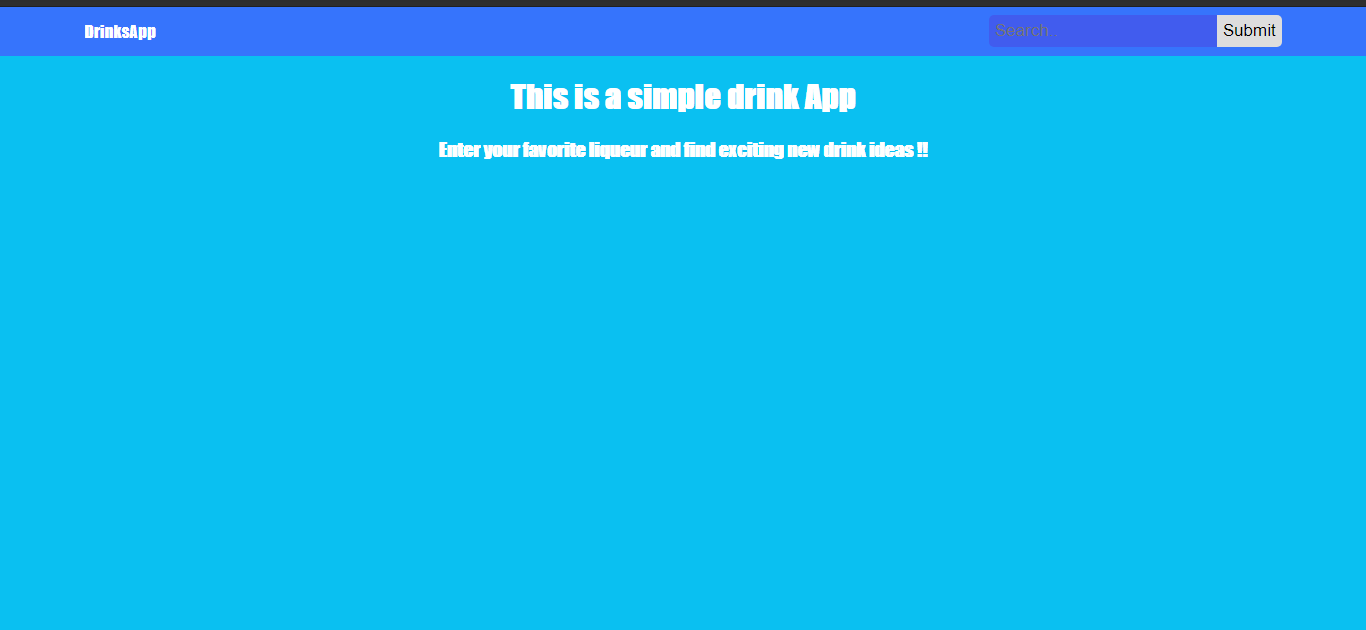 DrinksApp
Search...
Submit
This is a simple drink App
Enter your favorite liqueur and find exciting new drink ideas !!